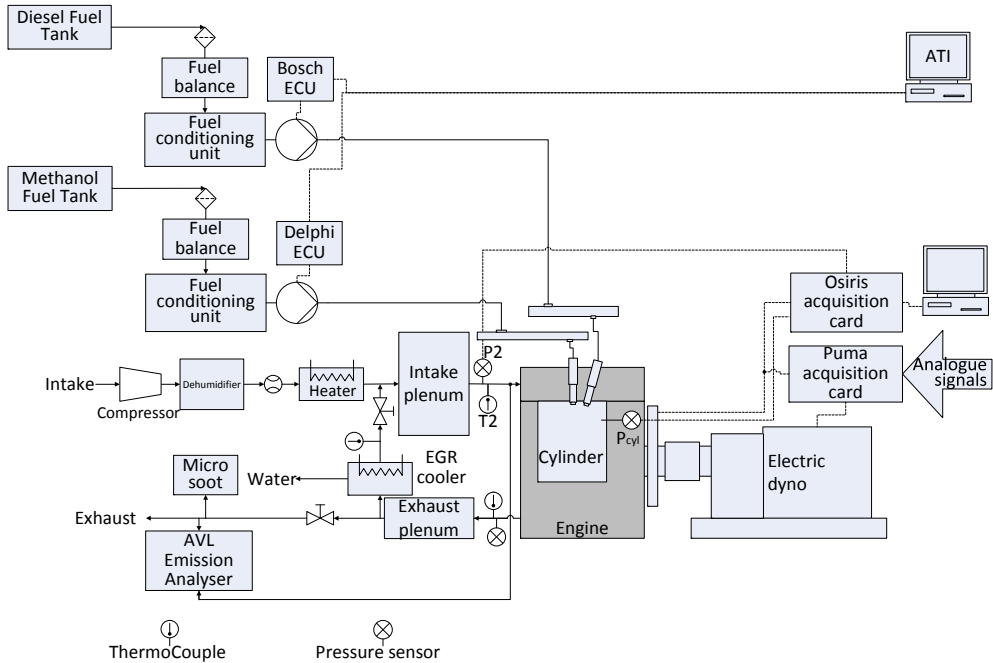 Diesel Fuel
Tank
Fuel
balance
Bosch
ECU
ATI
Fuel
conditioning
unit
Methanol
Fuel Tank
Fuel
balance
Delphi
ECU
Fuel
conditioning
unit
Osiris
acquisition
card
Puma
acquisition
card
Analogue
signals
Intake
Compressor
Dehumidifier
Heater
Intake
plenum
P2
T2
Pcyl
Cylinder
Engine
Electric
dyno
EGR
cooler
Water
Micro
soot
Exhaust
Exhaust
plenum
AVL
Emission
Analyser
ThermoCouple
Pressure sensor